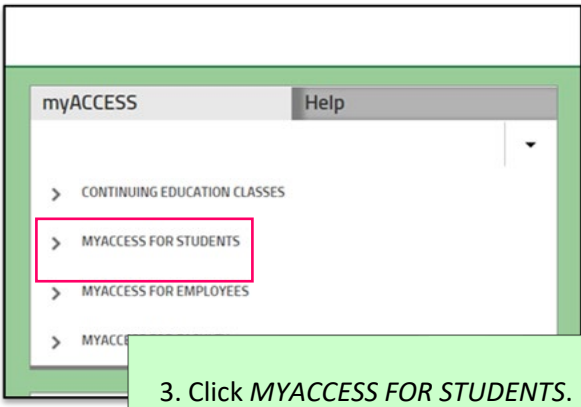 myACCESS
Help
CONTINUING EDUCATION CLASSES
MYACCESS FOR STUDENTS
MYACCESS FOR EMPLOYEES
3. Click MYACCESS FOR STUDENTS.